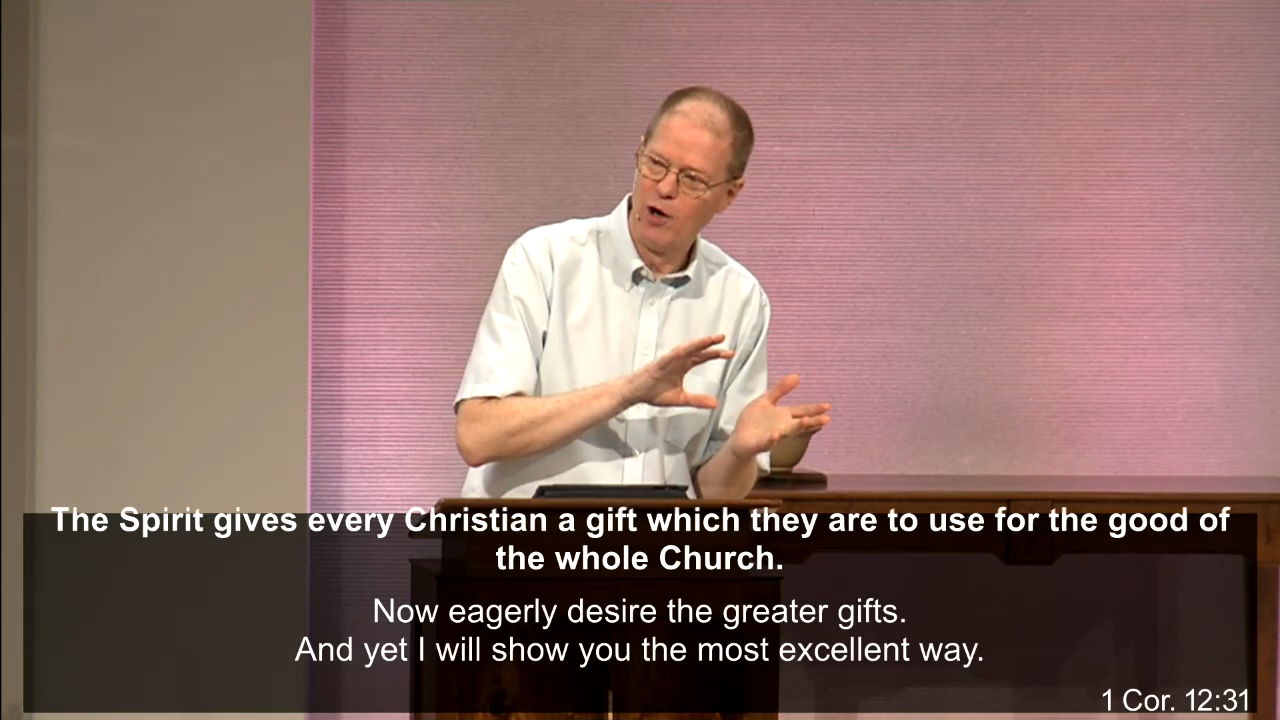 The Spirit gives every Christian a gift which they are to use for the good of
the whole Church.
Now eagerly desire the greater gifts.
And yet I will show you the most excellent way.
1 Cor. 12:31